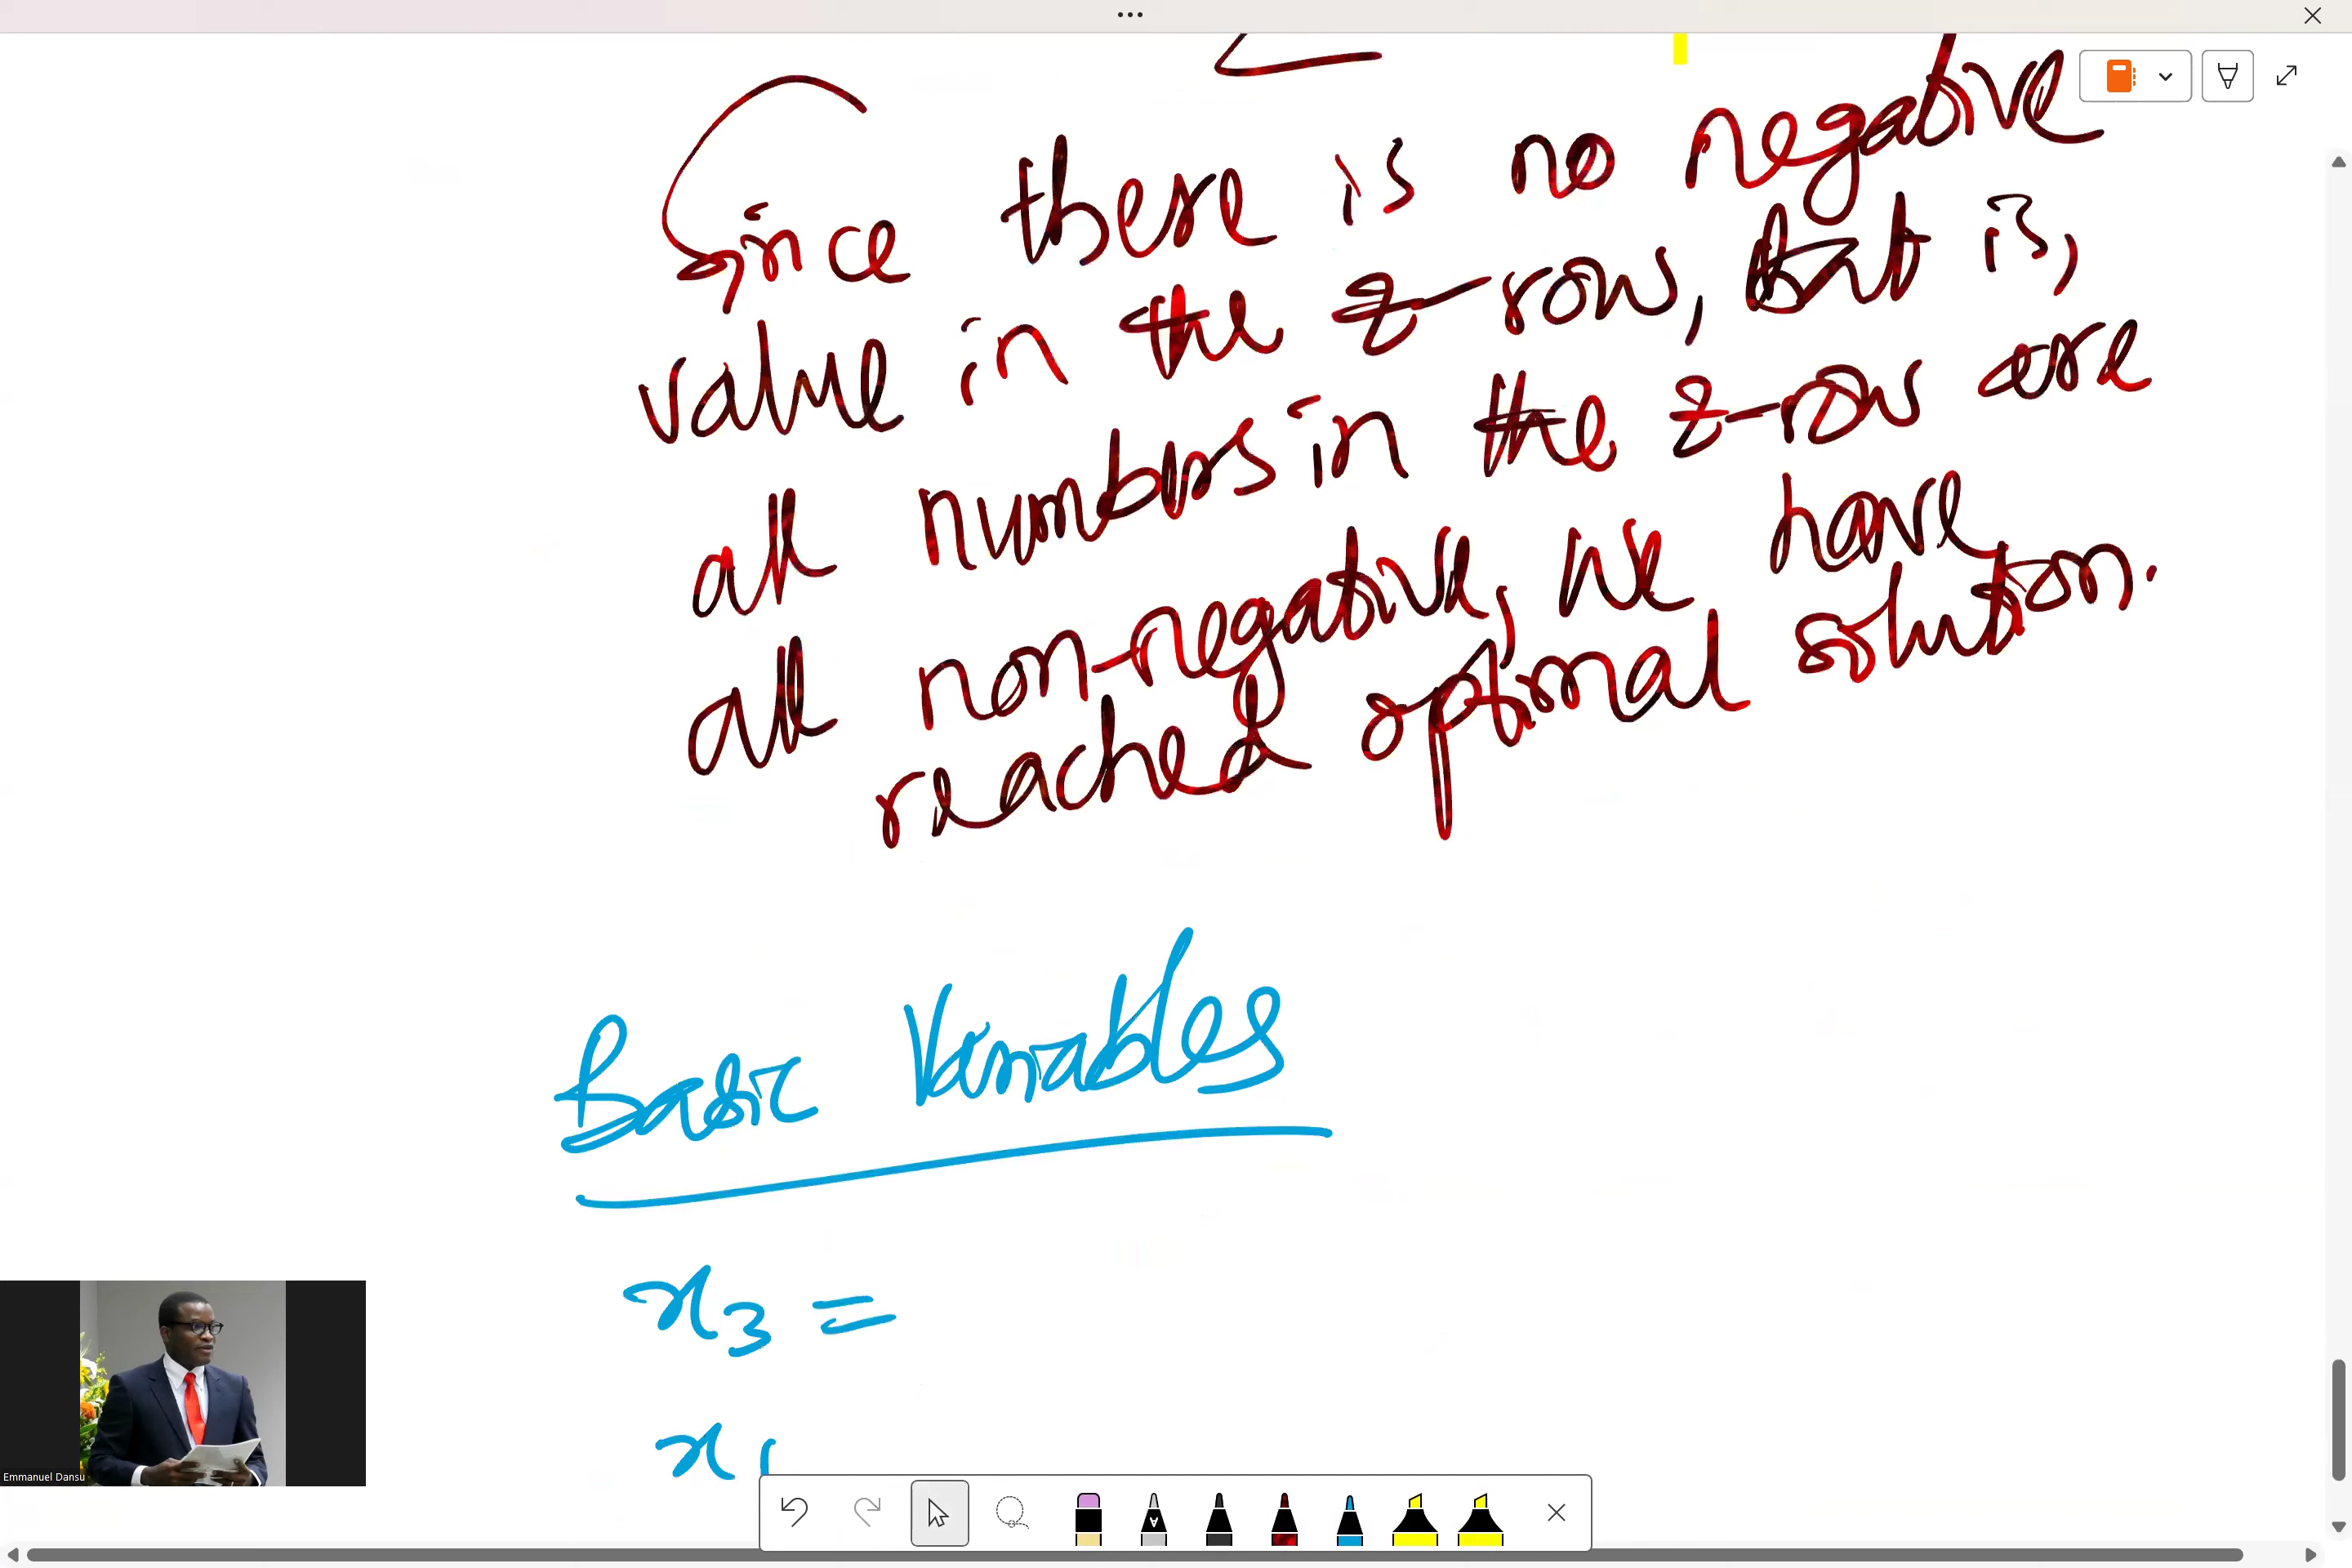 since there is no negative
value in the z-row, that is,
all numbers in the z-row are
all non-negative, we have
reached optimal solution.
Basic Variables
x₃ =
x
Emmanuel Dansu